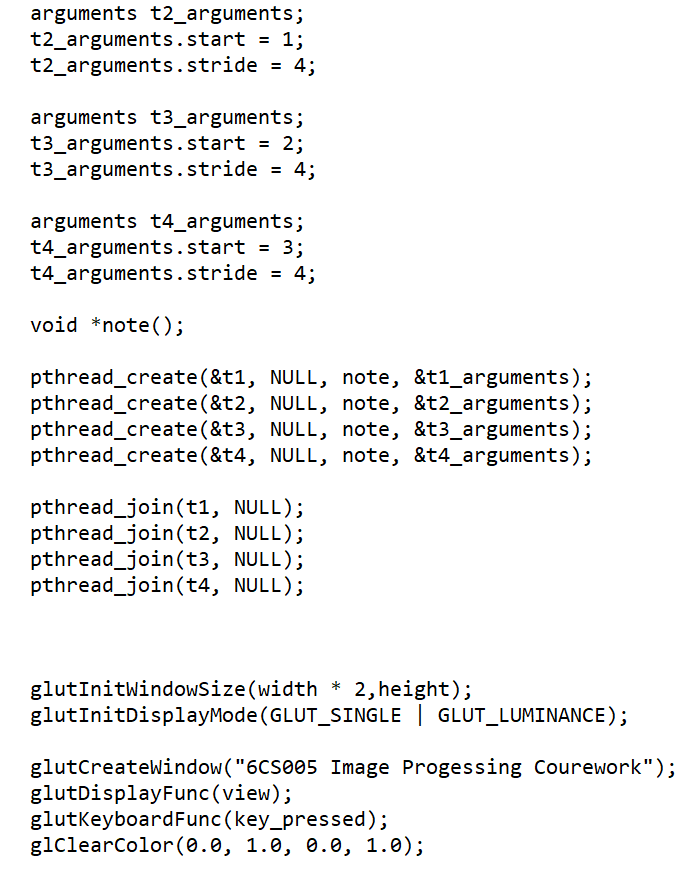 arguments t2_arguments;
t2_arguments.start = 1;
t2_arguments.stride = 4;
arguments t3_arguments;
t3_arguments.start = 2;
t3_arguments.stride = 4;
arguments t4_arguments;
t4_arguments.start = 3;
t4_arguments.stride = 4;
void *note();
pthread_create(&t1, NULL, note, &t1_arguments);
pthread_create(&t2, NULL, note, &t2_arguments);
pthread_create(&t3, NULL, note, &t3_arguments);
pthread_create(&t4, NULL, note, &t4_arguments);
pthread_join(t1, NULL);
pthread_join(t2, NULL);
pthread_join(t3, NULL);
pthread_join(t4, NULL);
glutInitWindowSize(width * 2,height);
glutInitDisplayMode(GLUT_SINGLE | GLUT_LUMINANCE);
glutCreateWindow("6CS005 Image Progessing Courework");
glutDisplayFunc(view);
glutKeyboardFunc(key_pressed);
glClearColor(0.0, 1.0, 0.0, 1.0);